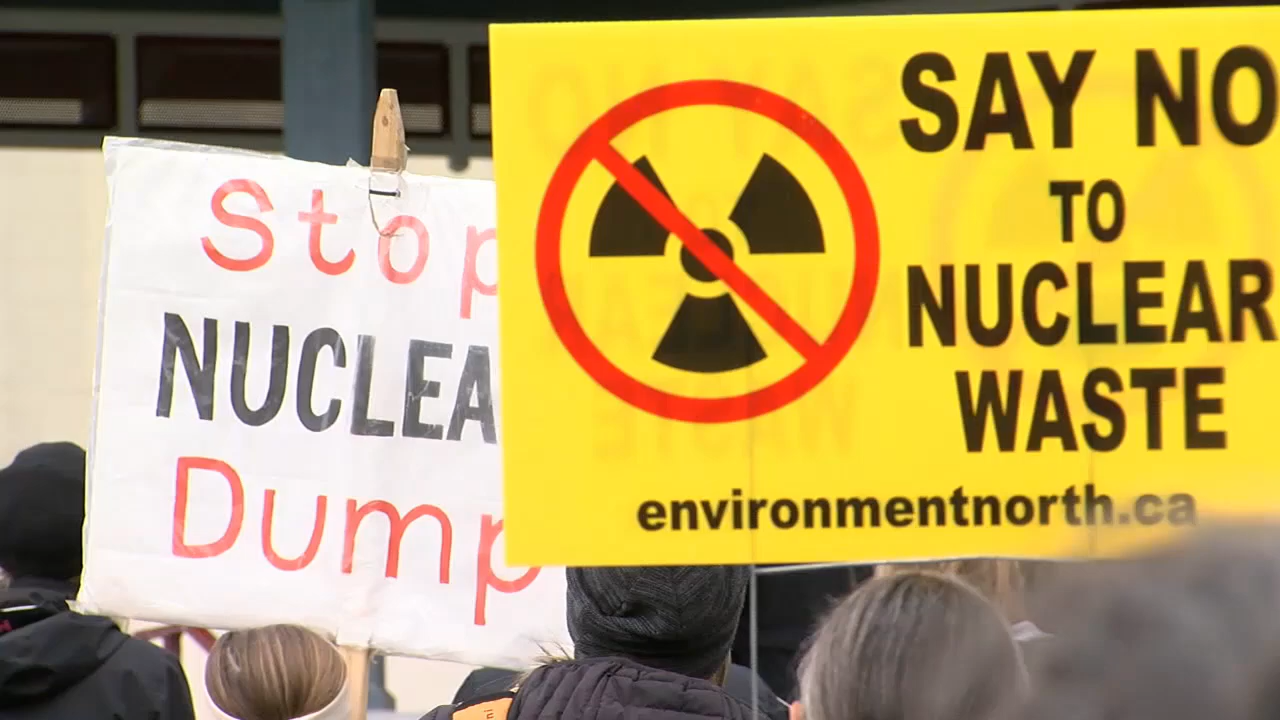 Stop
NUCLEA
Dump
SAY NO
TO
NUCLEAR
WASTE
environmentnorth.ca